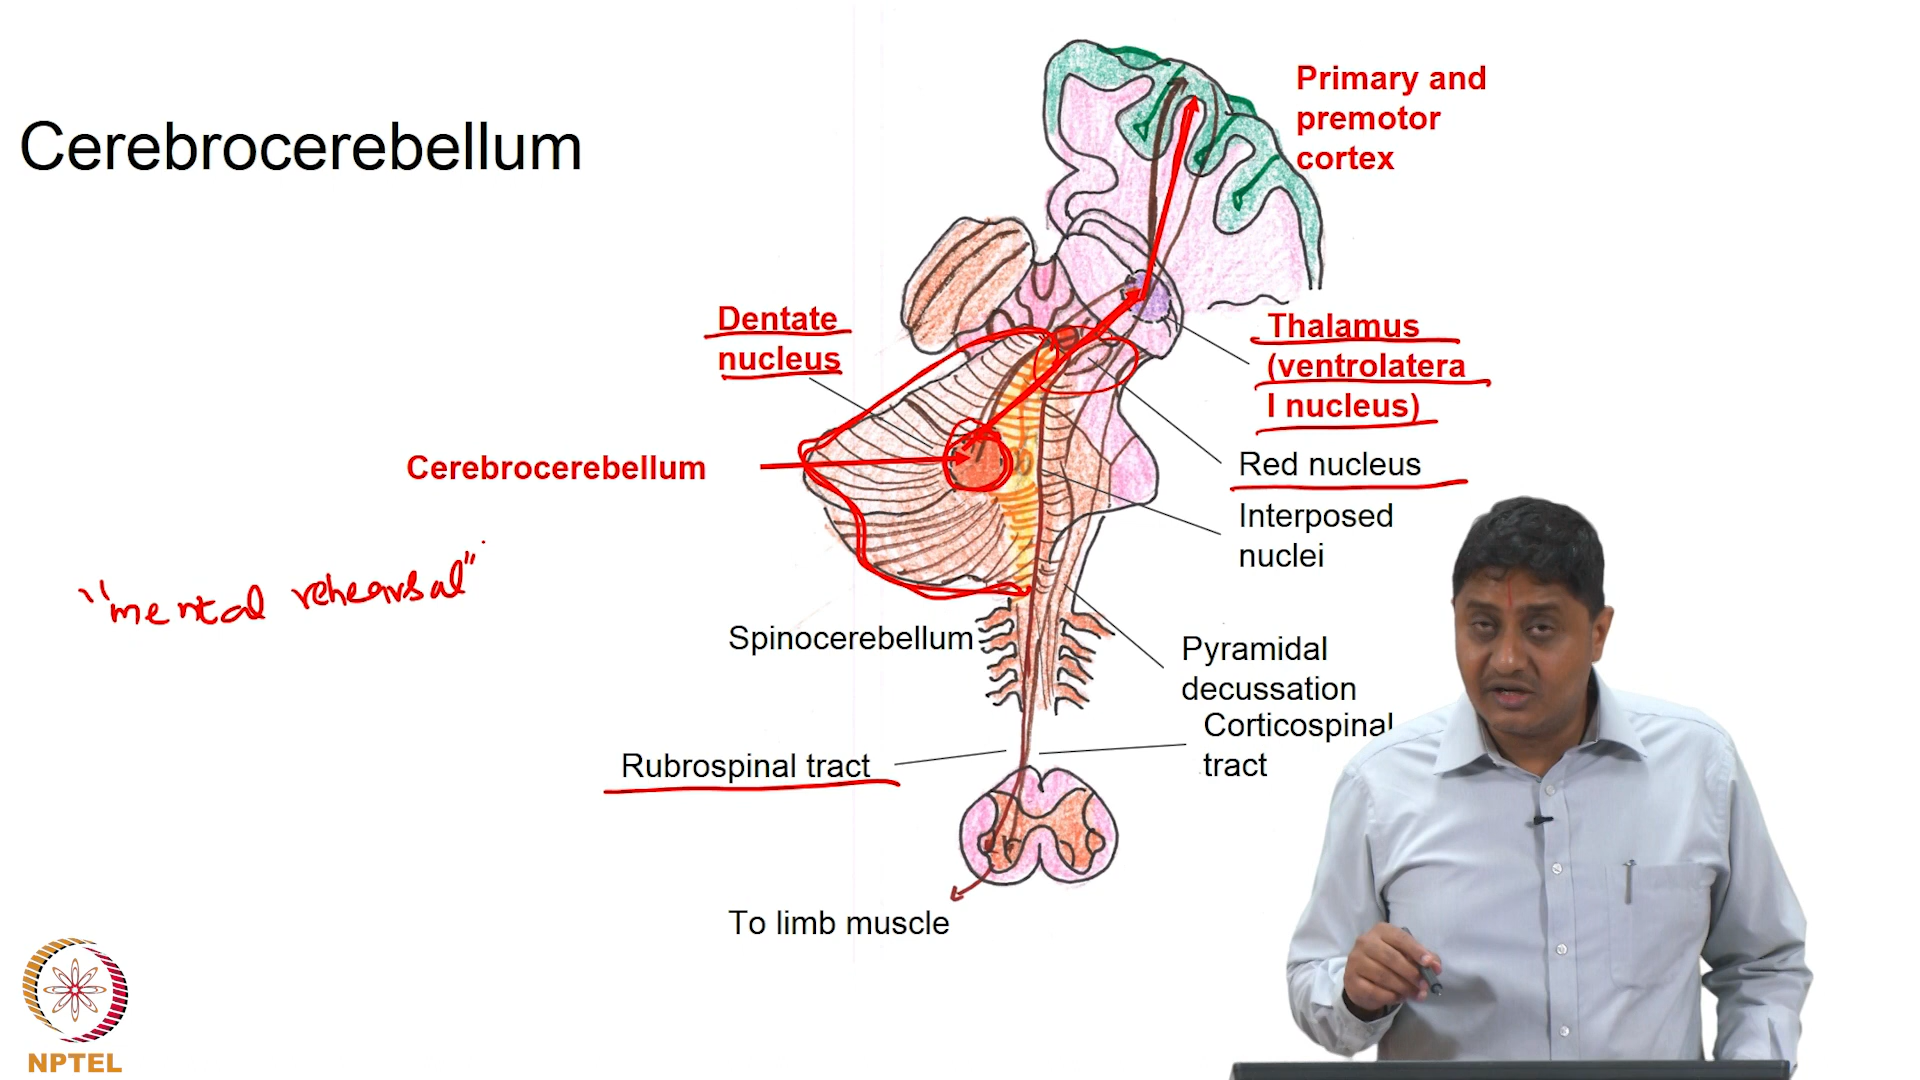 Cerebrocerebellum
Primary and
premotor
cortex
Dentate
nucleus
Thalamus
(ventrolatera
l nucleus)
Cerebrocerebellum
Red nucleus
Interposed
nuclei
"mental rehearsal"
Spinocerebellum
Pyramidal
decussation
Corticospinal
tract
Rubrospinal tract
To limb muscle
NPTEL